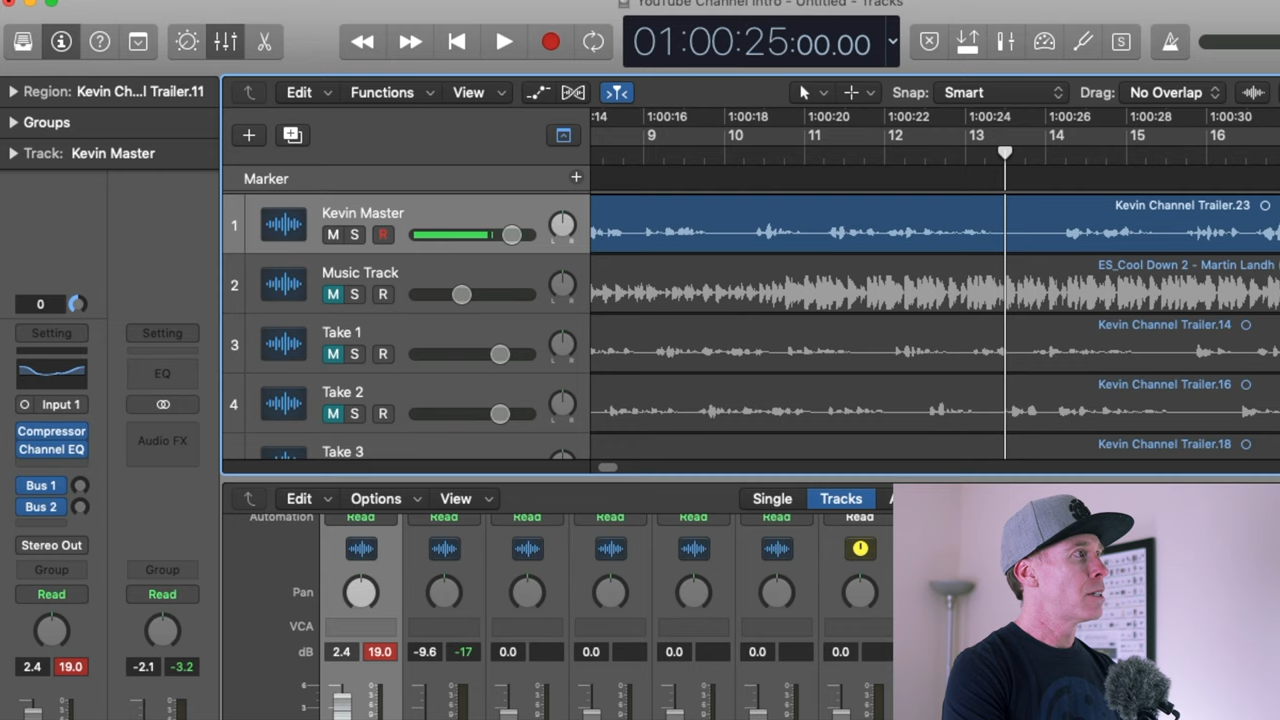 YouTube Channel Intro - Untitled - Tracks
01:00:25:00.00
Region: Kevin Ch...l Trailer.11
Groups
Track: Kevin Master
Edit Functions View Snap: Smart Drag: No Overlap
:14 1:00:16 1:00:18 1:00:20 1:00:22 1:00:24 1:00:26 1:00:28 1:00:30
9 10 11 12 13 14 15 16
Marker
1 Kevin Master
M S R
Kevin Channel Trailer.23
2 Music Track
M S R
ES_Cool Down 2 - Martin Landh
3 Take 1
M S R
Kevin Channel Trailer.14
4 Take 2
M S R
Kevin Channel Trailer.16
Take 3
Kevin Channel Trailer.18
0
Setting Setting
EQ
Input 1
Compressor
Channel EQ
Audio FX
Bus 1
Bus 2
Stereo Out
Group Group
Read Read
2.4 19.0 -2.1 -3.2
Edit Options View Single Tracks
Automation Read Read Read Read Read Read Read
Pan
VCA
dB 2.4 19.0 -9.6 -17 0.0 0.0 0.0 0.0 0.0